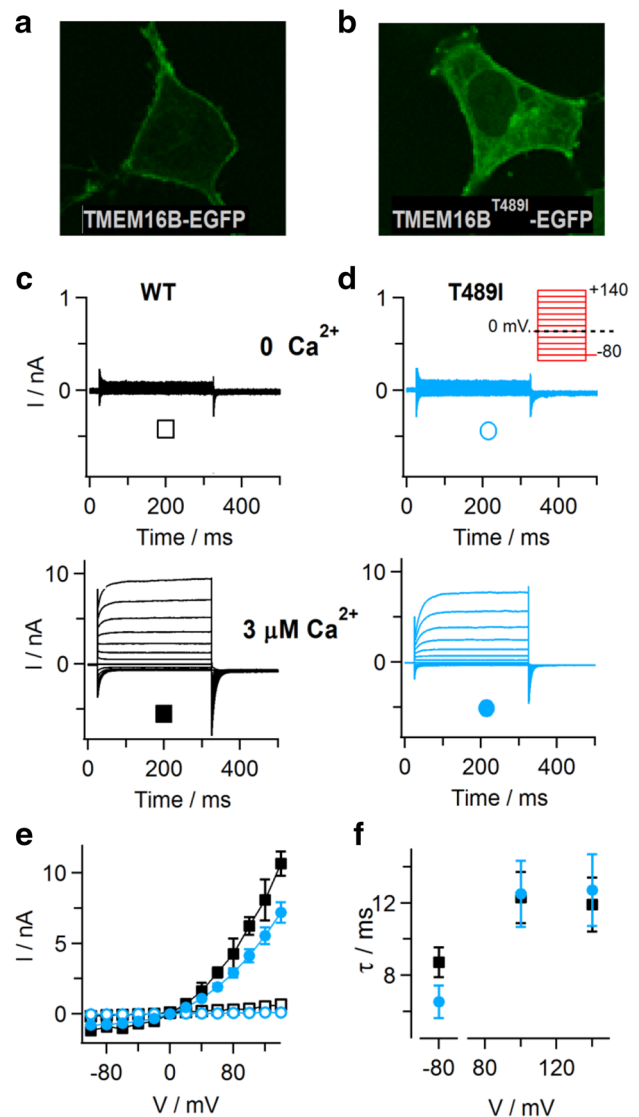 a
b
TMEM16B-EGFP
TMEM16B T489I -EGFP
c
d
WT
T489I
+140
0 mV
-80
0 Ca2+
I / nA
1
0
1
0
0 200 400
0 200 400
Time / ms
Time / ms
3 μM Ca2+
I / nA
10
0
10
0
0 200 400
0 200 400
Time / ms
Time / ms
e
f
I / nA
10
5
0
-80 0 80
V / mV
τ / ms
12
8
-80 80 120
V / mV